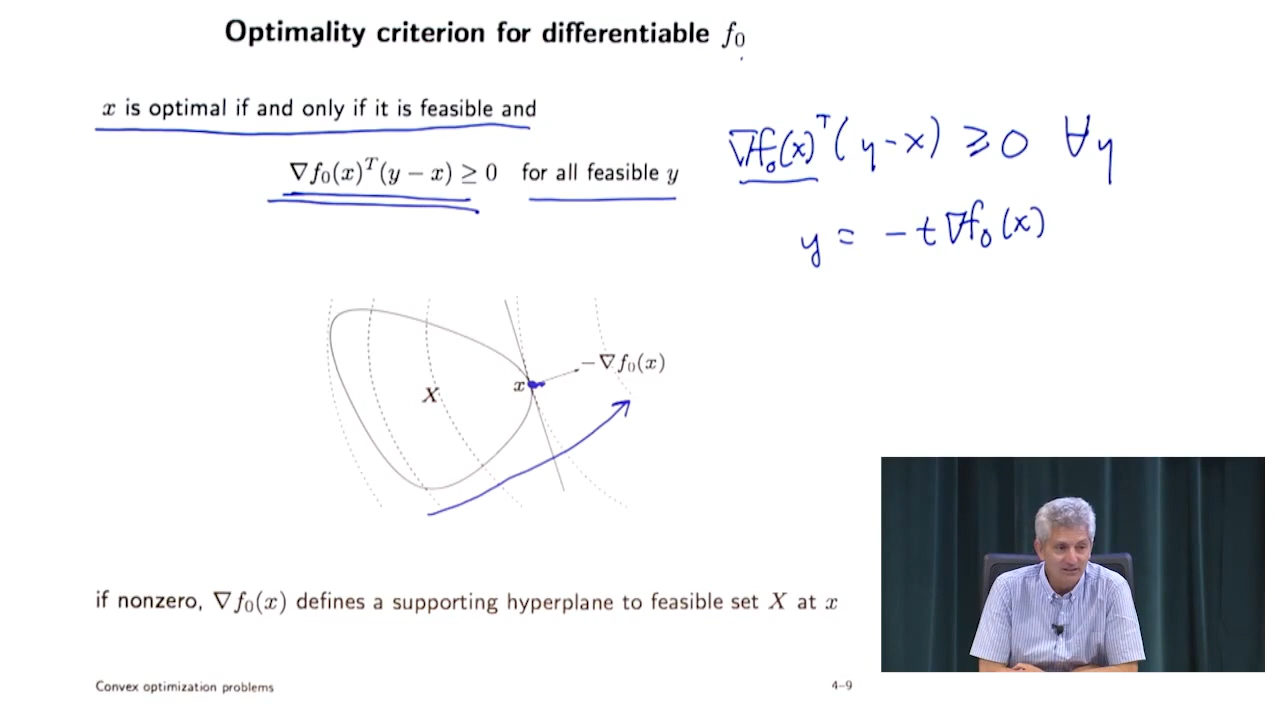 Optimality criterion for differentiable f₀
x is optimal if and only if it is feasible and
∇f₀(x)ᵀ(y − x) ≥ 0 for all feasible y
∇f₀(x)ᵀ(y − x) ≥ 0 ∀y
y = −t∇f₀(x)
−∇f₀(x)
x
X
if nonzero, ∇f₀(x) defines a supporting hyperplane to feasible set X at x
Convex optimization problems
4–9